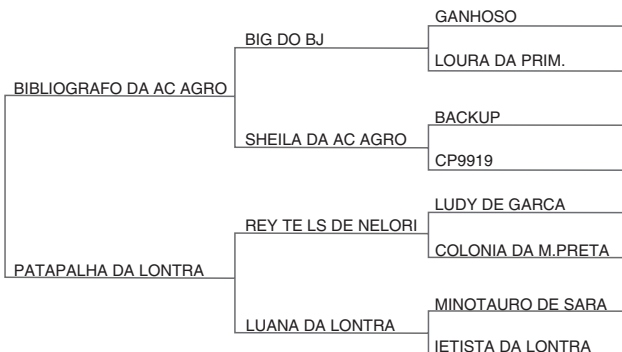 GANHOSO
BIG DO BJ
LOURA DA PRIM.
BIBLIOGRAFO DA AC AGRO
BACKUP
SHEILA DA AC AGRO
CP9919
LUDY DE GARCA
REY TE LS DE NELORI
COLONIA DA M.PRETA
PATAPALHA DA LONTRA
MINOTAURO DE SARA
LUANA DA LONTRA
IETISTA DA LONTRA